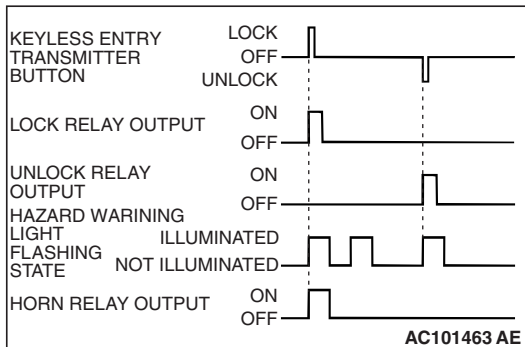 KEYLESS ENTRY
TRANSMITTER
BUTTON
LOCK
OFF
UNLOCK
LOCK RELAY OUTPUT
ON
OFF
UNLOCK RELAY
OUTPUT
ON
OFF
HAZARD WARINING
LIGHT
FLASHING
STATE
ILLUMINATED
NOT ILLUMINATED
HORN RELAY OUTPUT
ON
OFF
AC101463 AE